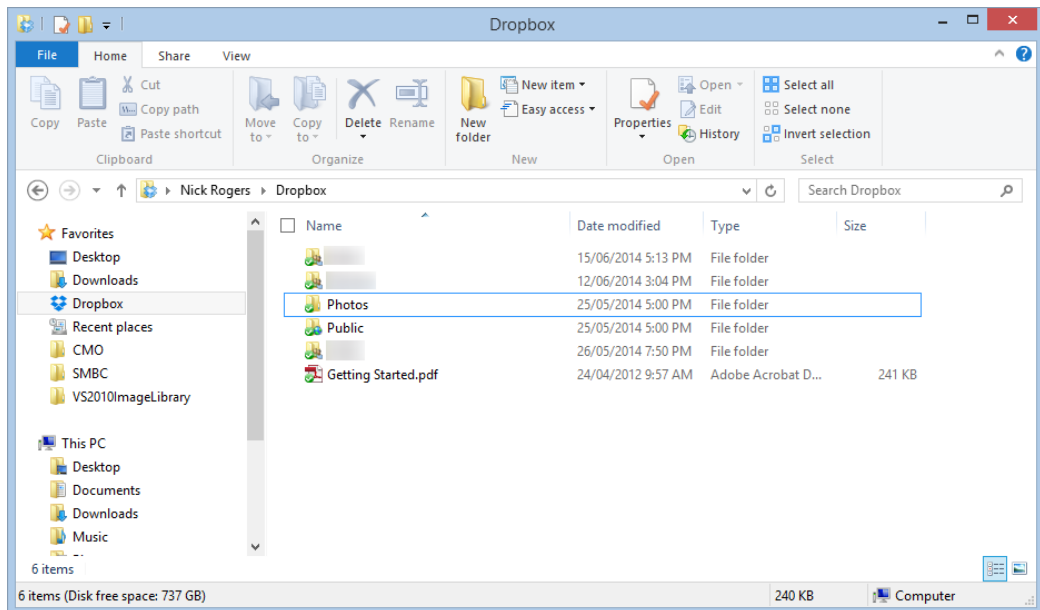 Dropbox
File Home Share View
Copy
Paste
Cut
Copy path
Paste shortcut
Clipboard
Move to
Copy to
Delete
Rename
Organize
New folder
New item
Easy access
New
Properties
Open
Edit
History
Open
Select all
Select none
Invert selection
Select
Nick Rogers Dropbox
Search Dropbox
Favorites
Desktop
Downloads
Dropbox
Recent places
CMO
SMBC
VS2010ImageLibrary
This PC
Desktop
Documents
Downloads
Music
Name Date modified Type Size
15/06/2014 5:13 PM File folder
12/06/2014 3:04 PM File folder
Photos 25/05/2014 5:00 PM File folder
Public 25/05/2014 5:00 PM File folder
26/05/2014 7:50 PM File folder
Getting Started.pdf 24/04/2012 9:57 AM Adobe Acrobat D... 241 KB
6 items
6 items (Disk free space: 737 GB) 240 KB Computer